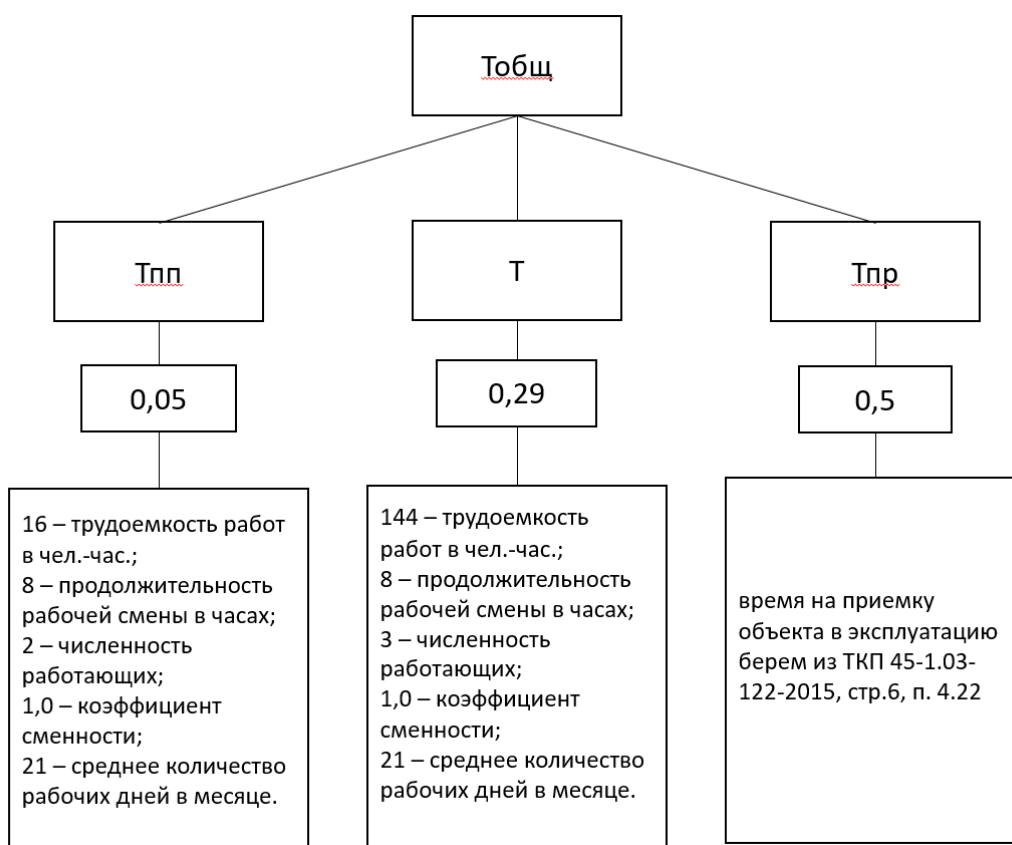 Тобщ
Тпп
Т
Тпр
0,05
0,29
0,5
16 – трудоемкость работ
в чел.-час.;
8 – продолжительность
рабочей смены в часах;
2 – численность
работающих;
1,0 – коэффициент
сменности;
21 – среднее количество
рабочих дней в месяце.
144 – трудоемкость
работ в чел.-час.;
8 – продолжительность
рабочей смены в часах;
3 – численность
работающих;
1,0 – коэффициент
сменности;
21 – среднее количество
рабочих дней в месяце.
время на приемку
объекта в эксплуатацию
берем из ТКП 45-1.03-
122-2015, стр.6, п. 4.22